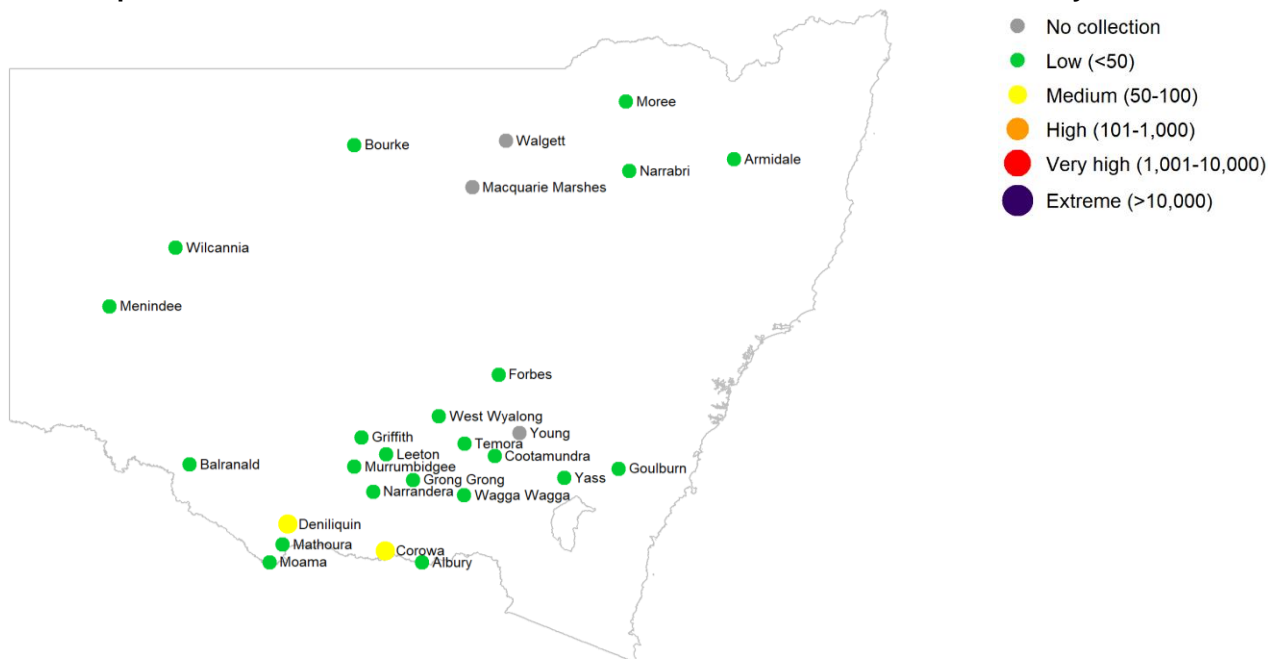 No collection
Low (<50)
Medium (50-100)
High (101-1,000)
Very high (1,001-10,000)
Extreme (>10,000)
Moree
Bourke
Walgett
Armidale
Narrabri
Macquarie Marshes
Wilcannia
Menindee
Forbes
West Wyalong
Young
Griffith
Temora
Leeton
Cootamundra
Balranald
Murrumbidgee
Goulburn
Grong Grong
Yass
Narrandera
Wagga Wagga
Deniliquin
Mathoura
Corowa
Moama
Albury